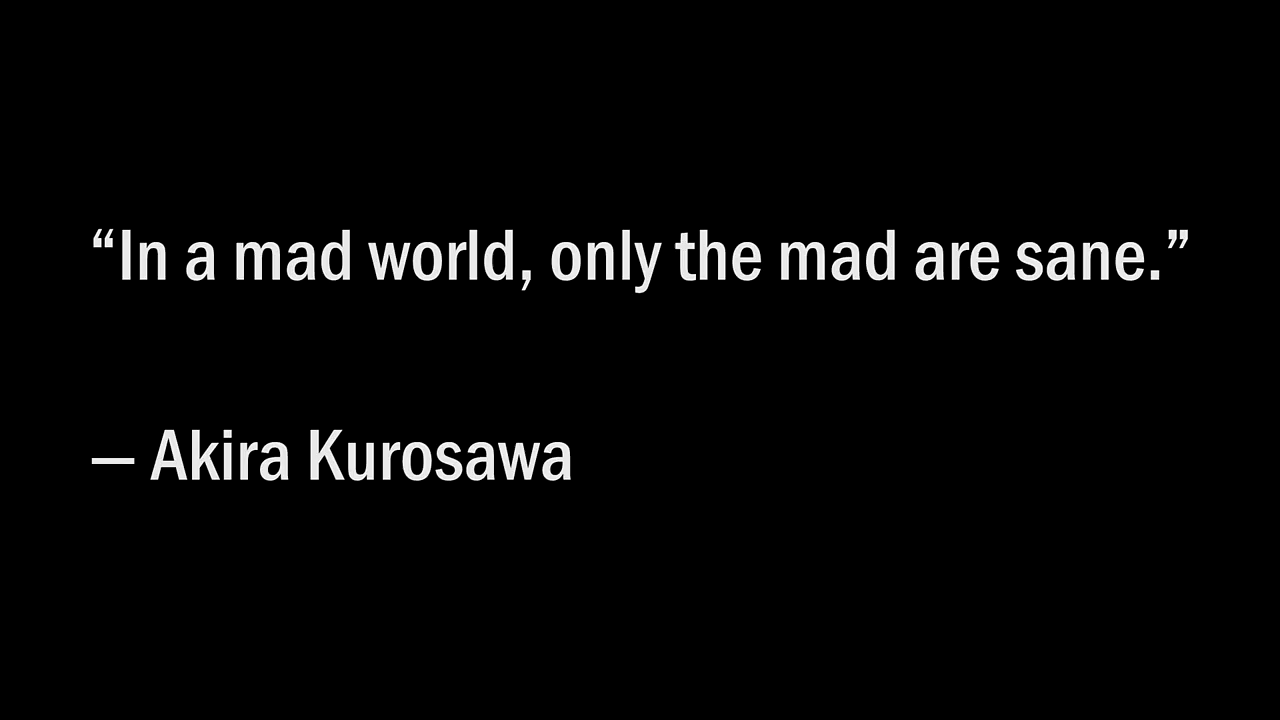 “In a mad world, only the mad are sane.”
— Akira Kurosawa